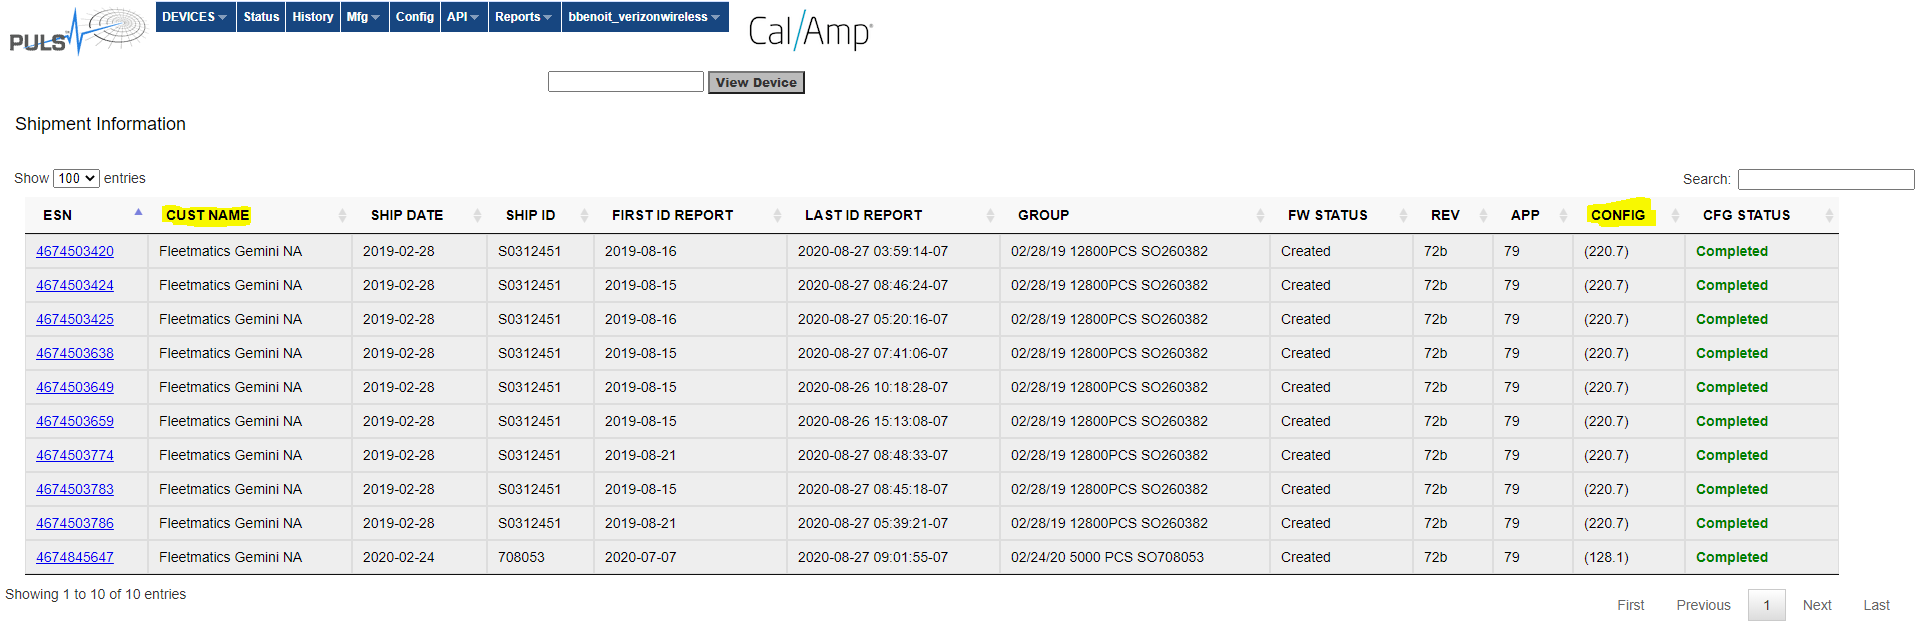 PULS DEVICES Status History Mfg Config API Reports bbenoit_verizonwireless Cal/Amp
View Device
Shipment Information
Show 100 entries Search:
ESN CUST NAME SHIP DATE SHIP ID FIRST ID REPORT LAST ID REPORT GROUP FW STATUS REV APP CONFIG CFG STATUS
4674503420 Fleetmatics Gemini NA 2019-02-28 S0312451 2019-08-16 2020-08-27 03:59:14-07 02/28/19 12800PCS SO260382 Created 72b 79 (220.7) Completed
4674503424 Fleetmatics Gemini NA 2019-02-28 S0312451 2019-08-15 2020-08-27 08:46:24-07 02/28/19 12800PCS SO260382 Created 72b 79 (220.7) Completed
4674503425 Fleetmatics Gemini NA 2019-02-28 S0312451 2019-08-16 2020-08-27 05:20:16-07 02/28/19 12800PCS SO260382 Created 72b 79 (220.7) Completed
4674503638 Fleetmatics Gemini NA 2019-02-28 S0312451 2019-08-15 2020-08-27 07:41:06-07 02/28/19 12800PCS SO260382 Created 72b 79 (220.7) Completed
4674503649 Fleetmatics Gemini NA 2019-02-28 S0312451 2019-08-15 2020-08-26 10:18:28-07 02/28/19 12800PCS SO260382 Created 72b 79 (220.7) Completed
4674503659 Fleetmatics Gemini NA 2019-02-28 S0312451 2019-08-15 2020-08-26 15:13:08-07 02/28/19 12800PCS SO260382 Created 72b 79 (220.7) Completed
4674503774 Fleetmatics Gemini NA 2019-02-28 S0312451 2019-08-21 2020-08-27 08:48:33-07 02/28/19 12800PCS SO260382 Created 72b 79 (220.7) Completed
4674503783 Fleetmatics Gemini NA 2019-02-28 S0312451 2019-08-15 2020-08-27 08:45:18-07 02/28/19 12800PCS SO260382 Created 72b 79 (220.7) Completed
4674503786 Fleetmatics Gemini NA 2019-02-28 S0312451 2019-08-21 2020-08-27 05:39:21-07 02/28/19 12800PCS SO260382 Created 72b 79 (220.7) Completed
4674845647 Fleetmatics Gemini NA 2020-02-24 708053 2020-07-07 2020-08-27 09:01:55-07 02/24/20 5000 PCS SO708053 Created 72b 79 (128.1) Completed
Showing 1 to 10 of 10 entries
First Previous 1 Next Last